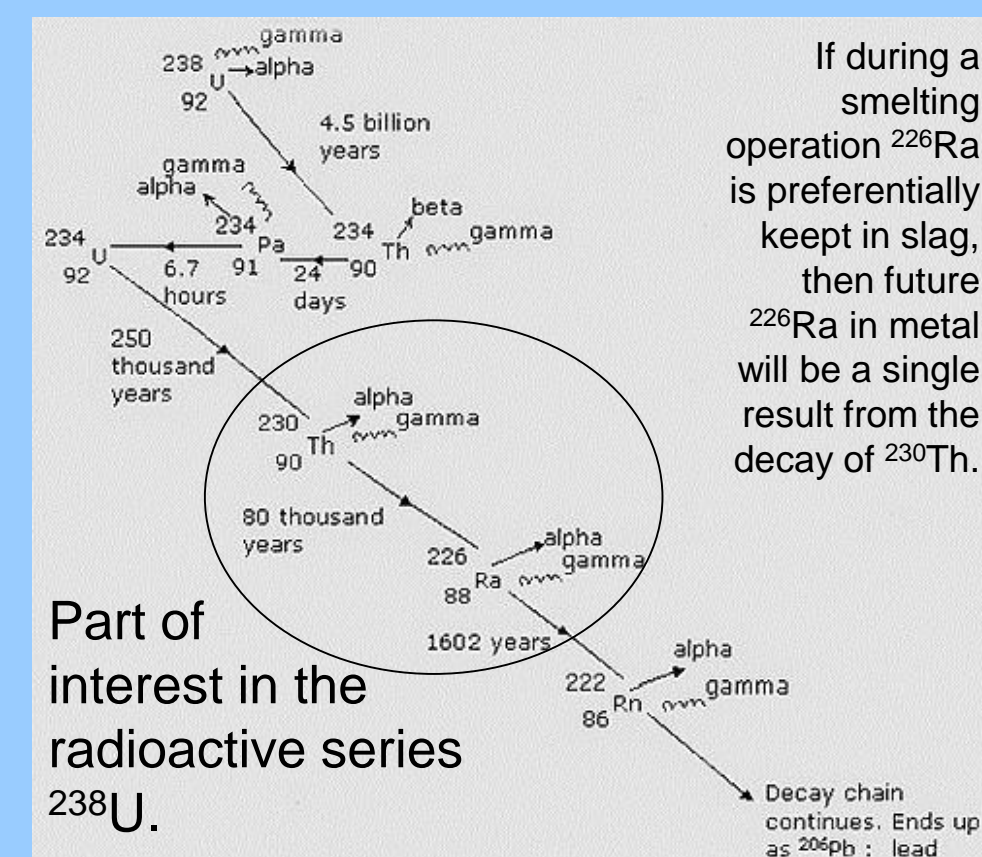 gamma
238
U
alpha
92
4.5 billion
years
gamma
alpha
234
Pa
91
234
Th
90
beta
gamma
234
U
92
6.7
hours
24
days
250
thousand
years
230
Th
90
alpha
gamma
80 thousand
years
226
Ra
88
alpha
gamma
1602 years
222
Rn
86
alpha
gamma
Decay chain
continues. Ends up
as 206Pb : lead
If during a
smelting
operation 226Ra
is preferentially
keept in slag,
then future
226Ra in metal
will be a single
result from the
decay of 230Th.
Part of
interest in the
radioactive series
238U.